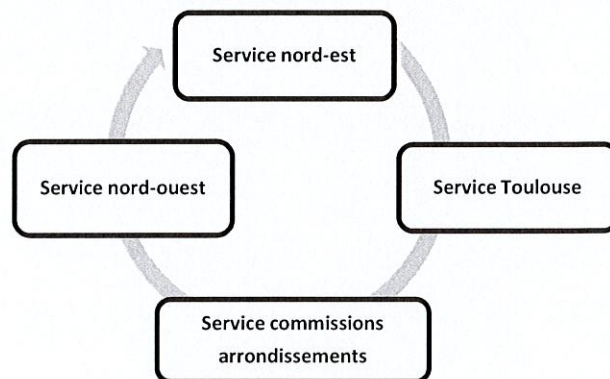 Service nord-est
Service nord-ouest
Service Toulouse
Service commissions
arrondissements